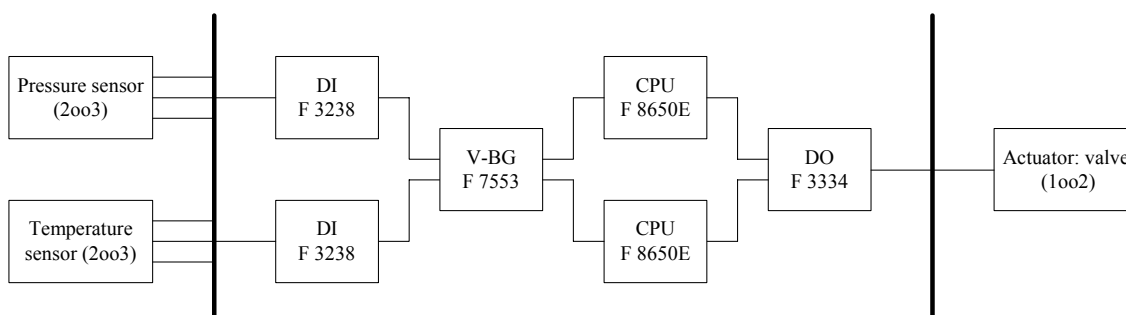 Pressure sensor
(2oo3)
DI
F 3238
CPU
F 8650E
V-BG
F 7553
DO
F 3334
Actuator: valve
(1oo2)
Temperature
sensor (2oo3)
DI
F 3238
CPU
F 8650E